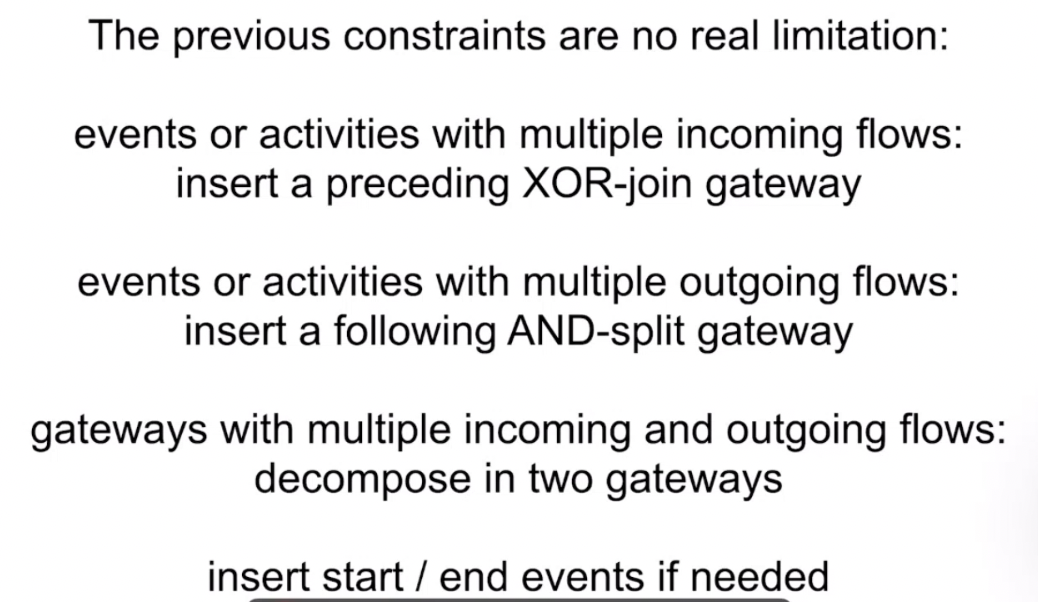 The previous constraints are no real limitation:
events or activities with multiple incoming flows:
insert a preceding XOR-join gateway
events or activities with multiple outgoing flows:
insert a following AND-split gateway
gateways with multiple incoming and outgoing flows:
decompose in two gateways
insert start / end events if needed